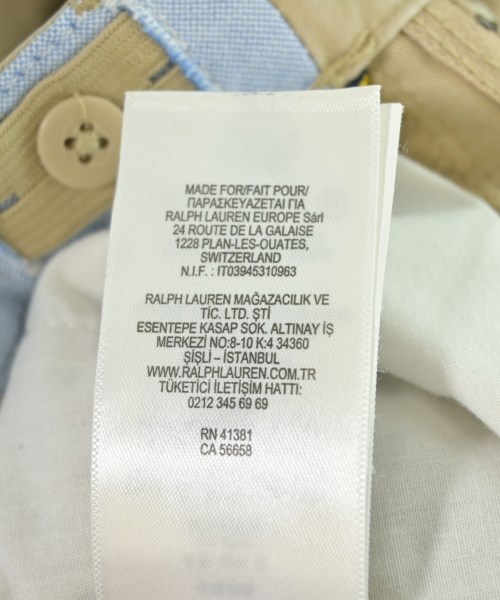 MADE FOR/FAIT POUR/
ΠΑΡΑΣΚΕΥΑΖΕΤΑΙ ΓΙΑ
RALPH LAUREN EUROPE Sárl
24 ROUTE DE LA GALAISE
1228 PLAN-LES-OUATES,
SWITZERLAND
N.I.F. : IT03945310963
RALPH LAUREN MAĞAZACILIK VE
TİC. LTD. ŞTİ
ESENTEPE KASAP SOK. ALTINAY İŞ
MERKEZİ NO:8-10 K:4 34360
ŞİŞLİ – İSTANBUL
WWW.RALPHLAUREN.COM.TR
TÜKETİCİ İLETİŞİM HATTI:
0212 345 69 69
RN 41381
CA 56658